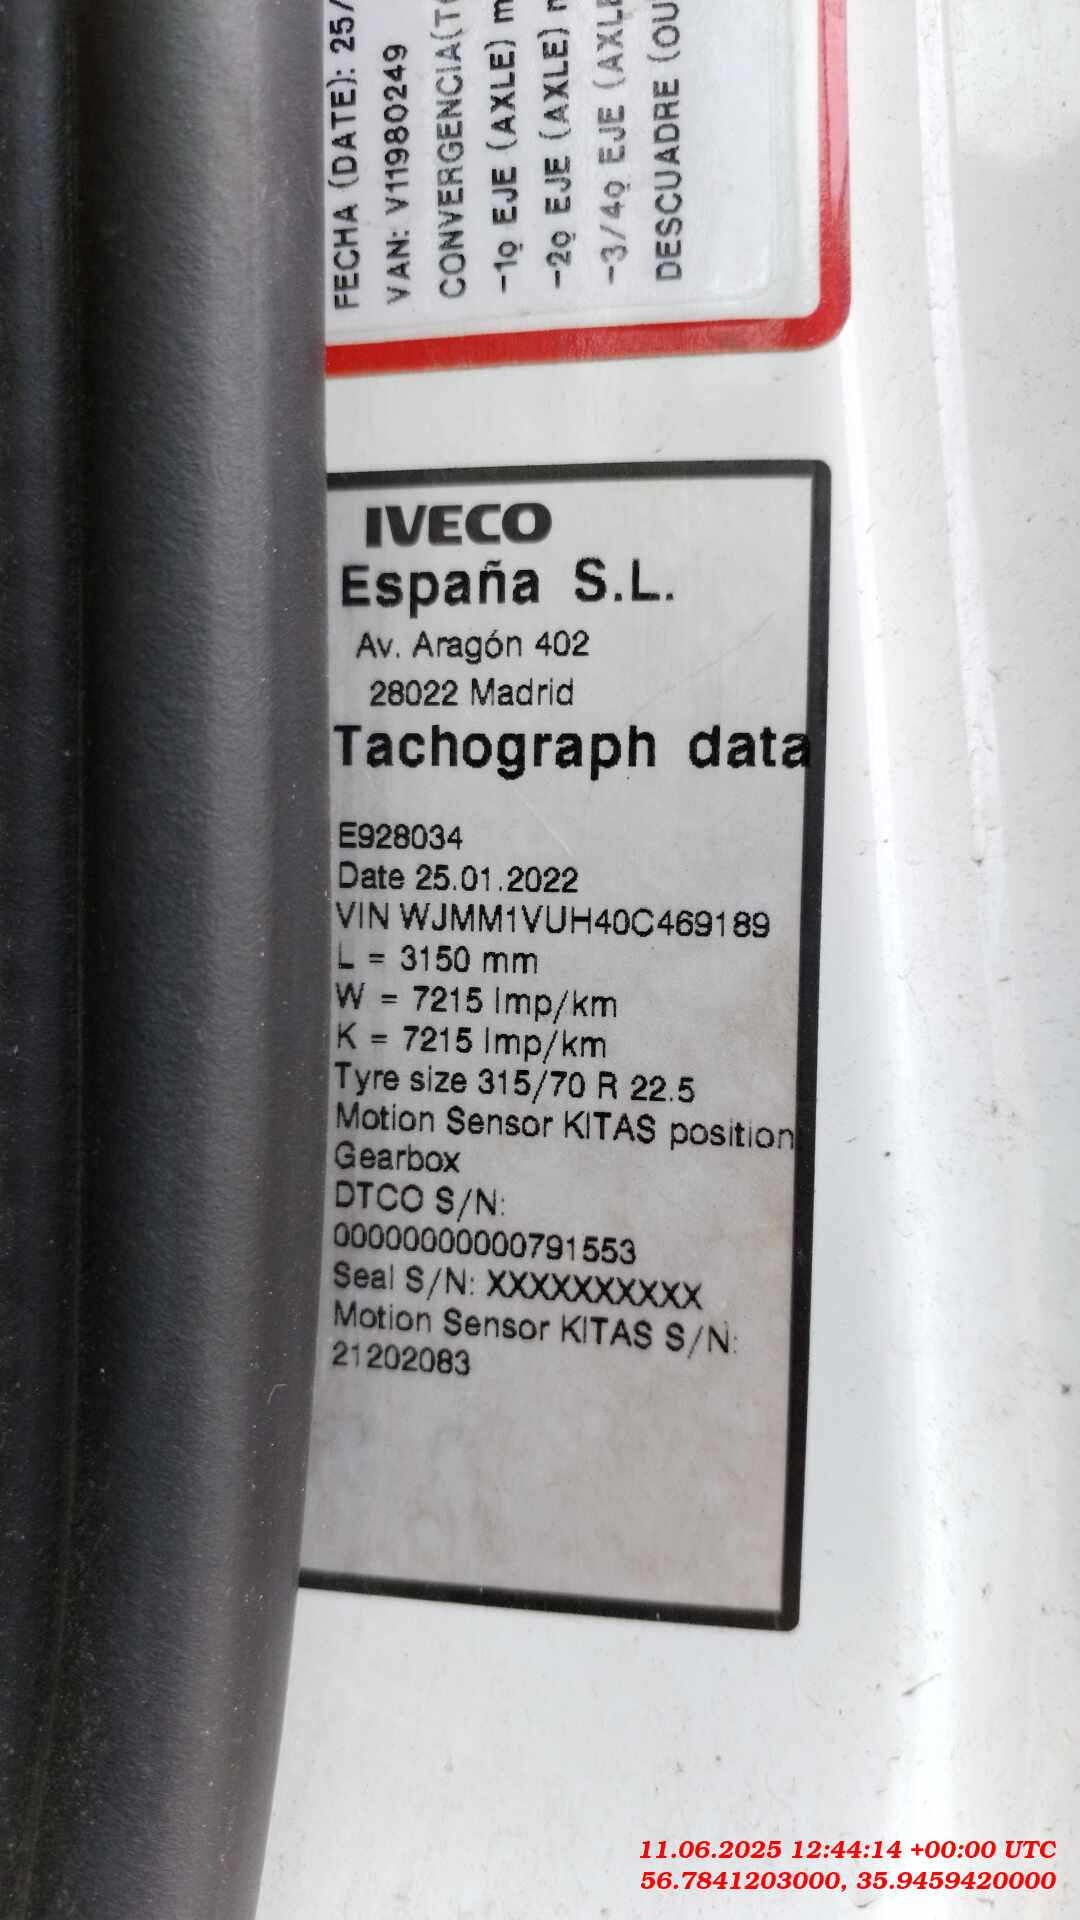 FECHA (DATE): 25/
VAN: V11980249
CONVERGENCIA(TO
-1º EJE (AXLE) m
-2º EJE (AXLE)
-3/4º EJE (AXLE
DESCUADRE (OU
IVECO
España S.L.
Av. Aragón 402
28022 Madrid
Tachograph data
E928034
Date 25.01.2022
VIN WJMM1VUH40C469189
L = 3150 mm
W = 7215 Imp/km
K = 7215 Imp/km
Tyre size 315/70 R 22.5
Motion Sensor KITAS position
Gearbox
DTCO S/N:
0000000000791553
Seal S/N: XXXXXXXXXX
Motion Sensor KITAS S/N:
21202083
11.06.2025 12:44:14 +00:00 UTC
56.7841203000, 35.9459420000